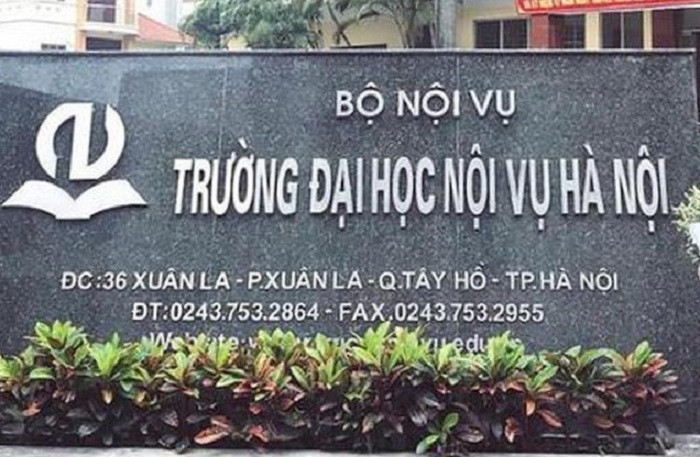 BỘ NỘI VỤ
TRƯỜNG ĐẠI HỌC NỘI VỤ HÀ NỘI
ĐC:36 XUÂN LA - P.XUÂN LA - Q.TÂY HỒ - TP.HÀ NỘI
ĐT:0243.753.2864 - FAX.0243.753.2955